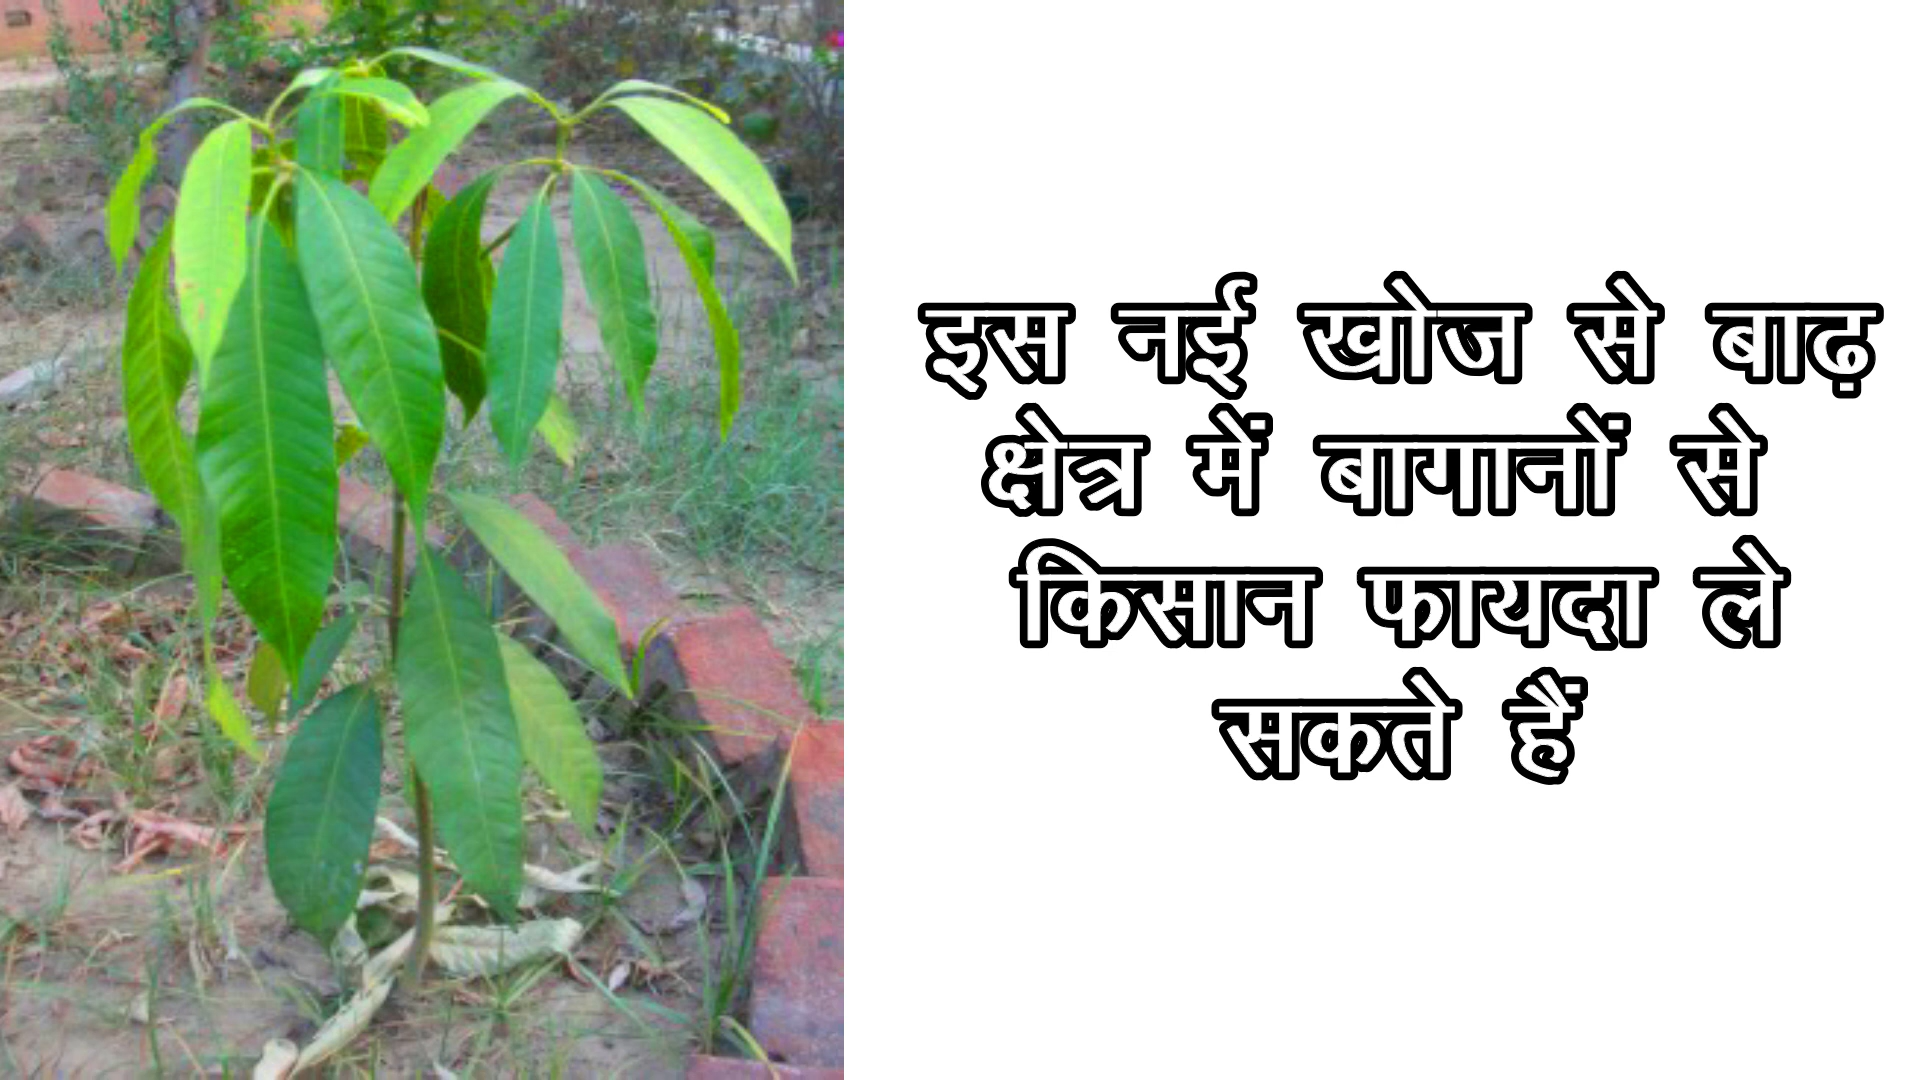 इस नई खोज से बाढ़
क्षेत्र में बागानों से
किसान फायदा ले
सकते हैं